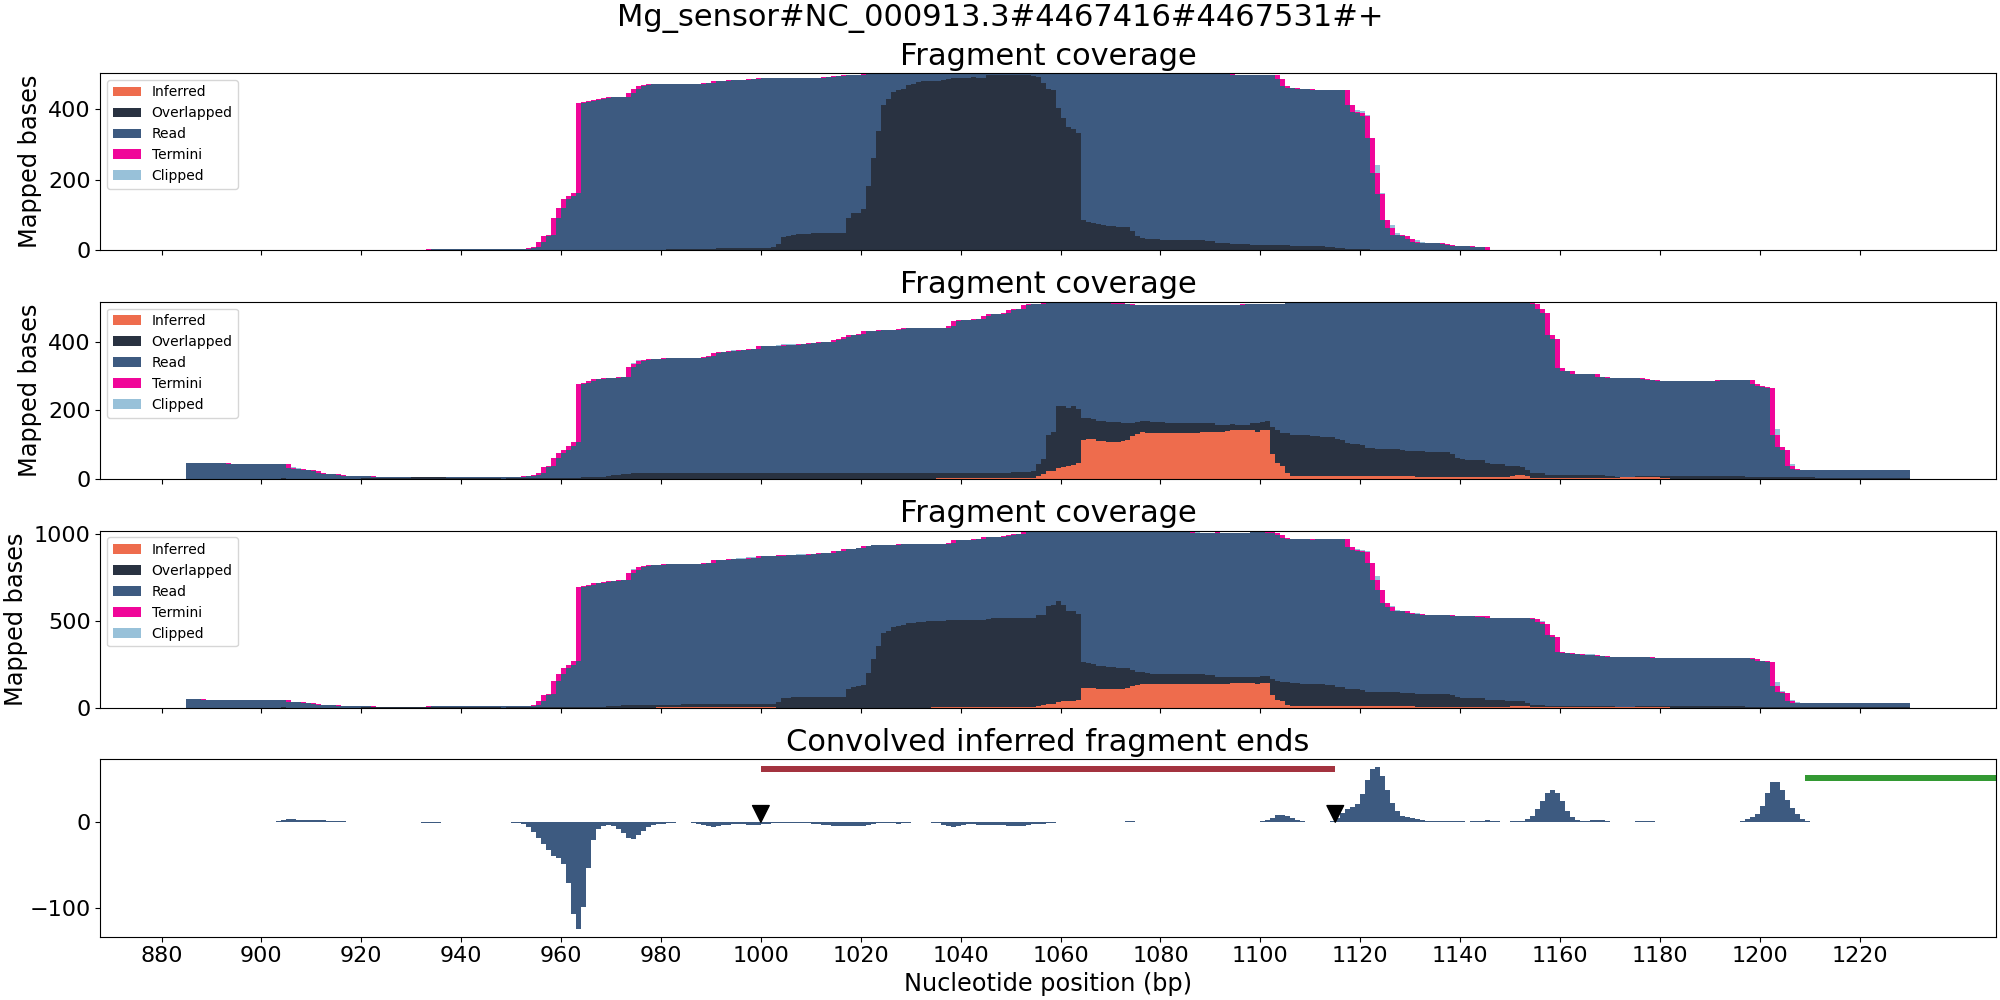 Mg_sensor#NC_000913.3#4467416#4467531#+
Fragment coverage
Mapped bases
400
200
0
Inferred
Overlapped
Read
Termini
Clipped
Fragment coverage
Mapped bases
400
200
0
Inferred
Overlapped
Read
Termini
Clipped
Fragment coverage
Mapped bases
1000
500
0
Inferred
Overlapped
Read
Termini
Clipped
Convolved inferred fragment ends
0
−100
880 900 920 940 960 980 1000 1020 1040 1060 1080 1100 1120 1140 1160 1180 1200 1220
Nucleotide position (bp)